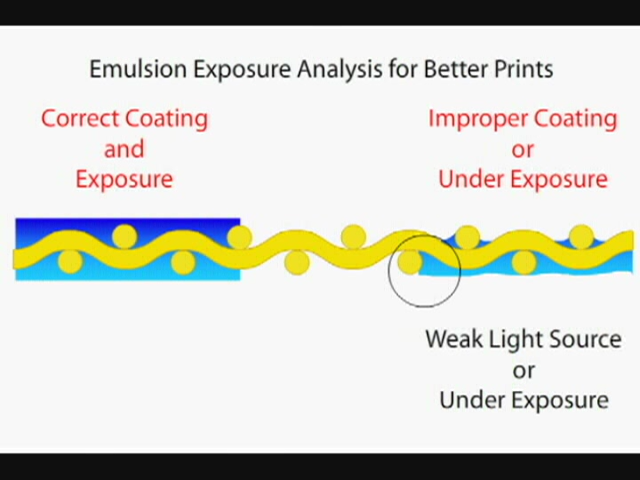 Emulsion Exposure Analysis for Better Prints
Correct Coating
and
Exposure
Improper Coating
or
Under Exposure
Weak Light Source
or
Under Exposure